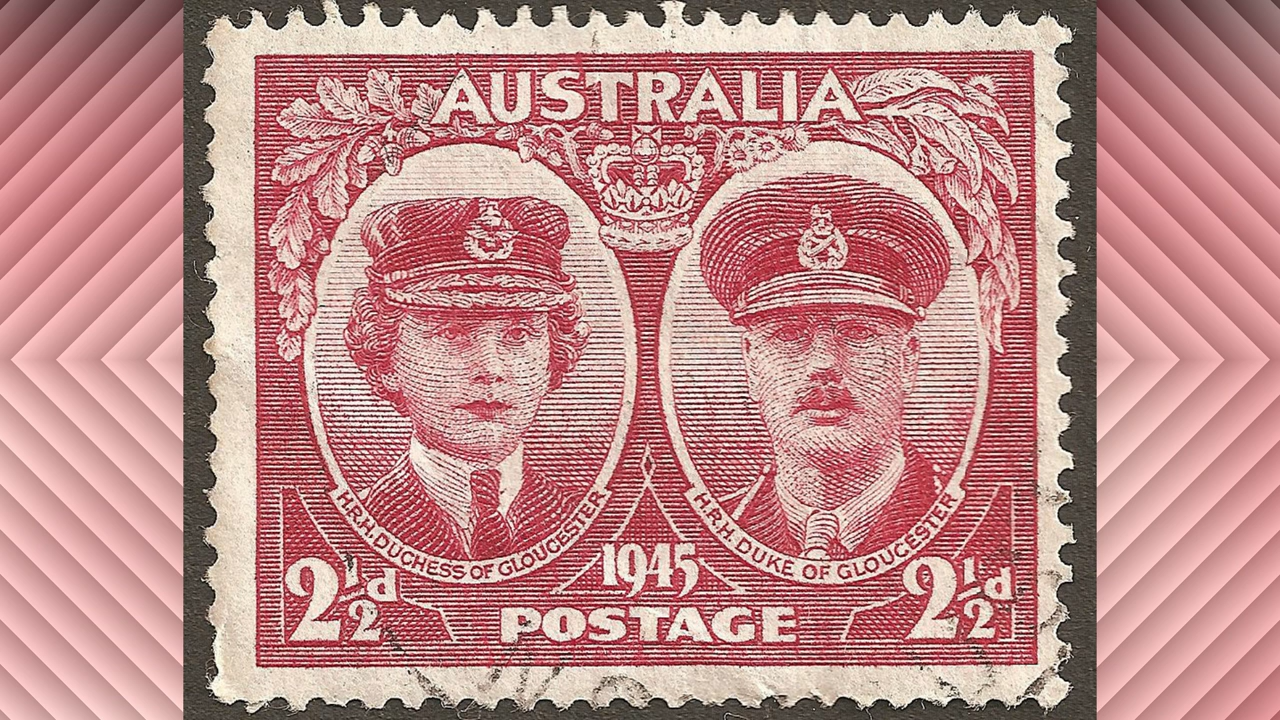 AUSTRALIA
H.R.H. DUCHESS OF GLOUCESTER
H.R.H. DUKE OF GLOUCESTER
2½d
1945
2½d
POSTAGE